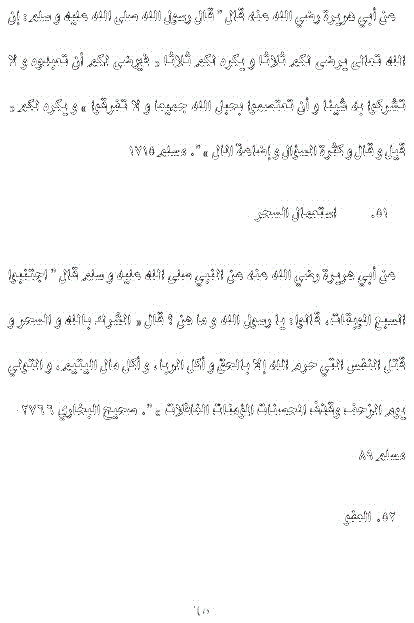 عن أبي هريرة رضي الله عنه قال " قال رسول الله صلى الله عليه و سلم : إن
الله تعالى يرضى لكم ثلاثا و يكره لكم ثلاثا ، فيرضى لكم أن تعبدوه و لا
تشركوا به شيئا و أن تعتصموا بحبل الله جميعا و لا تفرقوا » و يكره لكم ،
قيل و قال و كثرة السؤال و إضاعة المال » ". مسلم ١٧١٥
٥١. استعمال السحر
عن أبي هريرة رضي الله عنه عن النبي صلى الله عليه و سلم قال " اجتنبوا
السبع الموبقات، قالوا : يا رسول الله و ما هن ؟ قال « الشرك بالله و السحر و
قتل النفس التي حرم الله إلا بالحق و أكل الربا ، و أكل مال اليتيم ، و التولي
يوم الزحف وقذف المحصنات المؤمنات الغافلات » ". صحيح البخاري ٢٧٦٦
مسلم ٨٩
٥٢. العفو